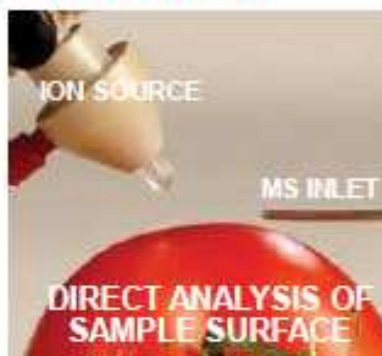 ION SOURCE
MS INLET
DIRECT ANALYSIS OF
SAMPLE SURFACE